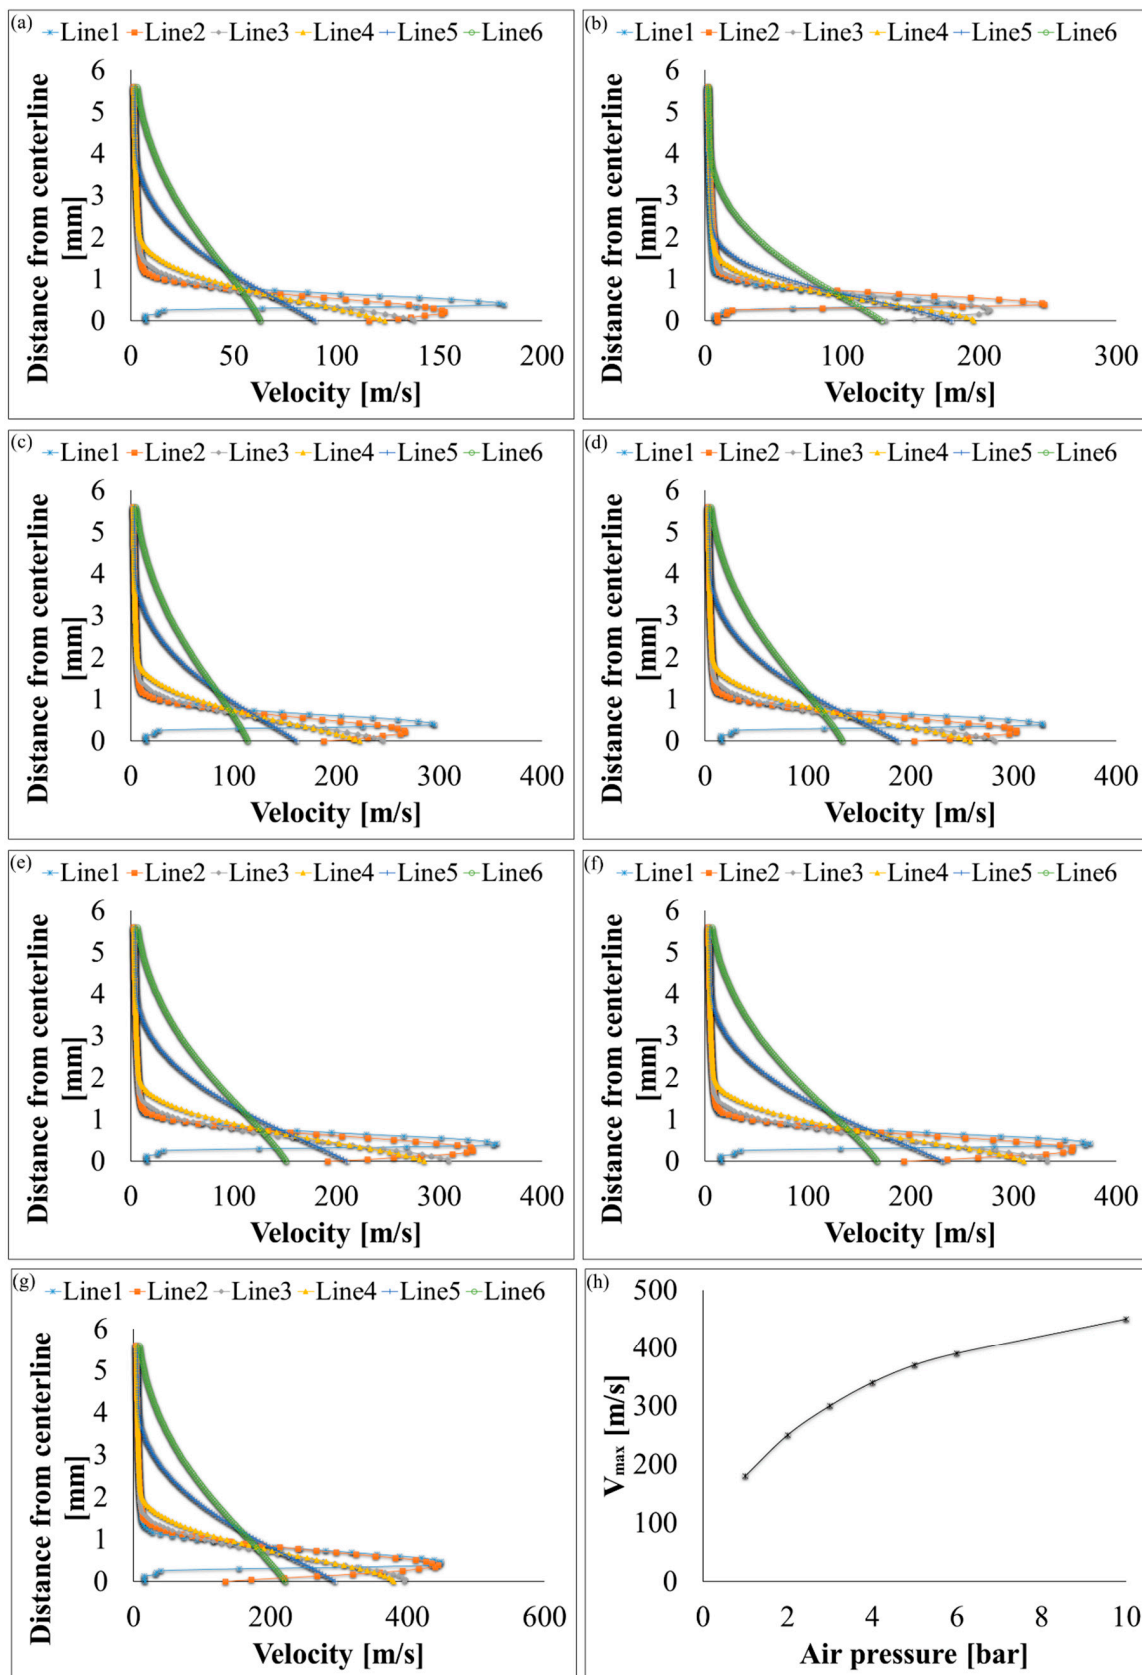 (a) Line1 Line2 Line3 Line4 Line5 Line6
Distance from centerline
[mm]
6
5
4
3
2
1
0
0 50 100 150 200
Velocity [m/s]
(b) Line1 Line2 Line3 Line4 Line5 Line6
Distance from centerline
[mm]
6
5
4
3
2
1
0
0 100 200 300
Velocity [m/s]
(c) Line1 Line2 Line3 Line4 Line5 Line6
Distance from centerline
[mm]
6
5
4
3
2
1
0
0 100 200 300 400
Velocity [m/s]
(d) Line1 Line2 Line3 Line4 Line5 Line6
Distance from centerline
[mm]
6
5
4
3
2
1
0
0 100 200 300 400
Velocity [m/s]
(e) Line1 Line2 Line3 Line4 Line5 Line6
Distance from centerline
[mm]
6
5
4
3
2
1
0
0 100 200 300 400
Velocity [m/s]
(f) Line1 Line2 Line3 Line4 Line5 Line6
Distance from centerline
[mm]
6
5
4
3
2
1
0
0 100 200 300 400
Velocity [m/s]
(g) Line1 Line2 Line3 Line4 Line5 Line6
Distance from centerline
[mm]
6
5
4
3
2
1
0
0 200 400 600
Velocity [m/s]
(h)
Vmax [m/s]
500
400
300
200
100
0
0 2 4 6 8 10
Air pressure [bar]